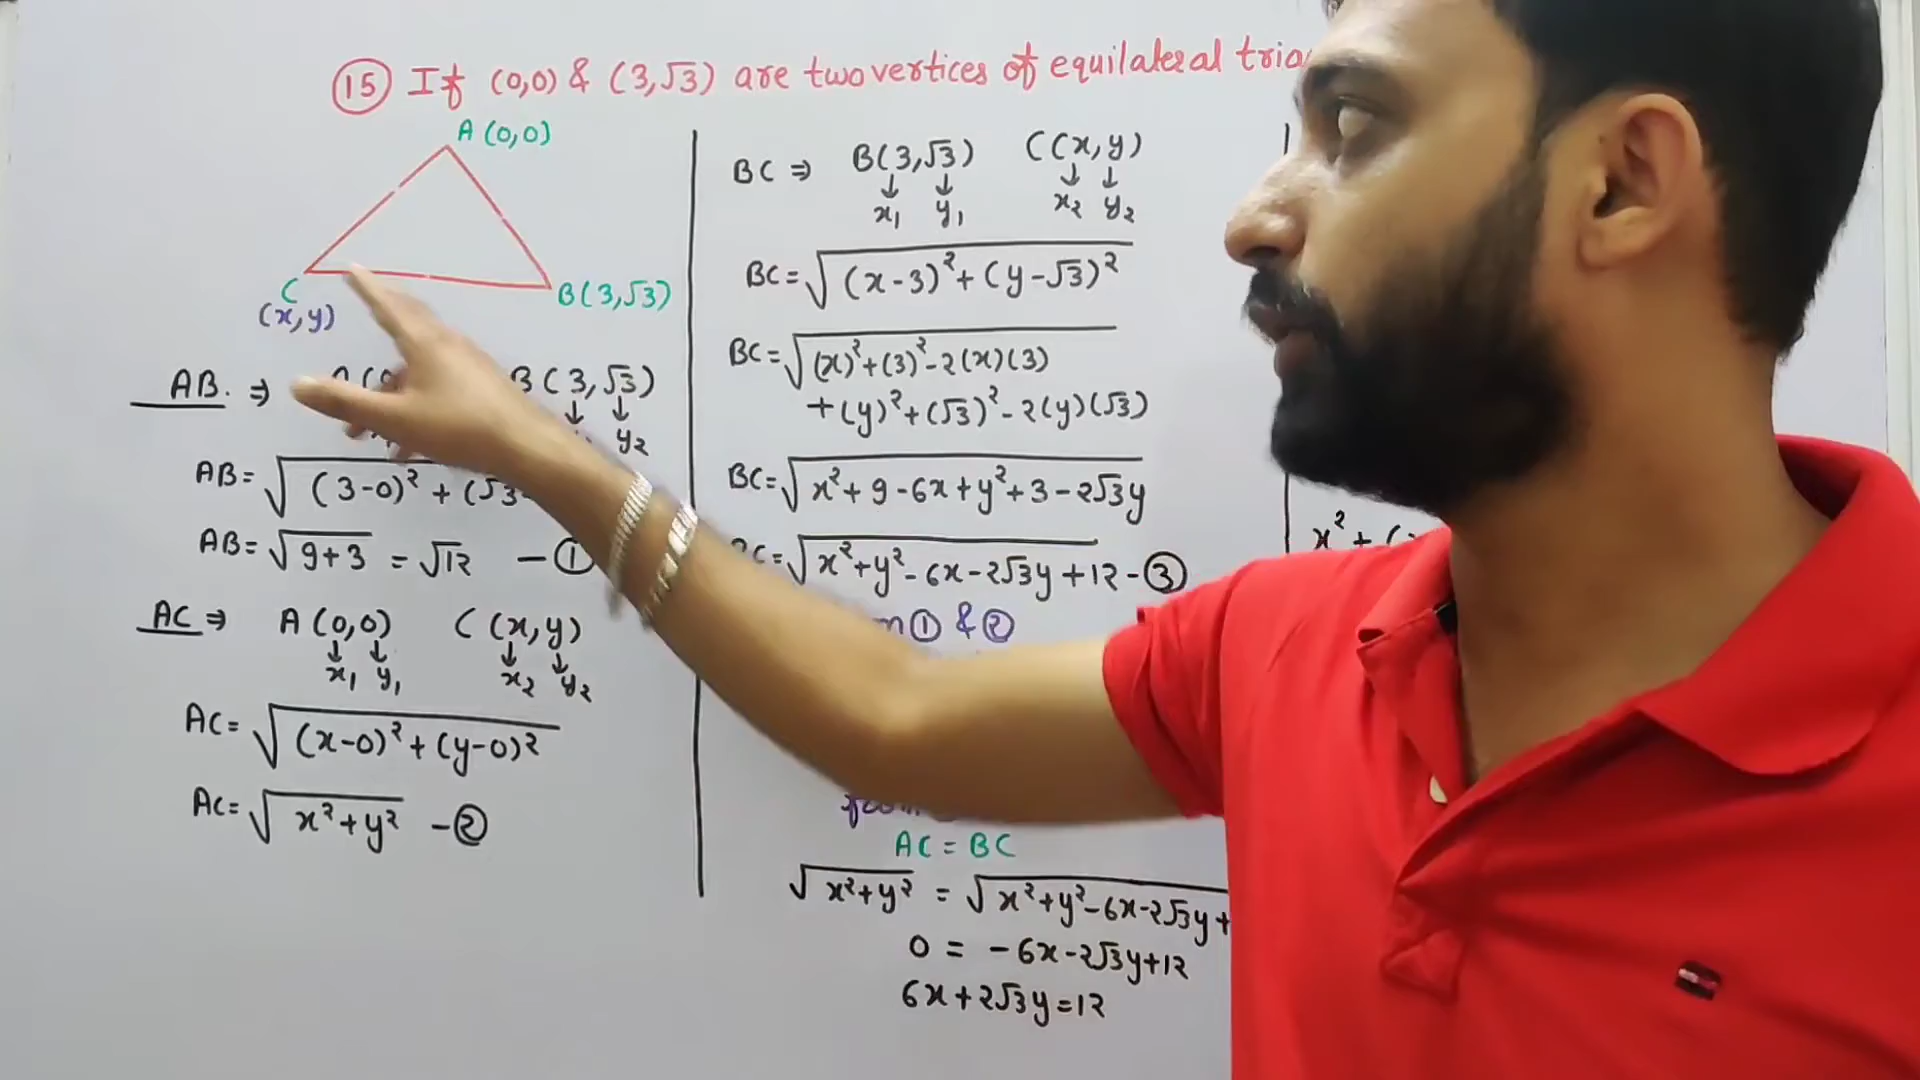 15 If (0,0) & (3,√3) are two vertices of equilateral
A (0,0)
C
(x,y)
B(3,√3)
AB. ⇒ B(3,√3)
↓ ↓
y₂
AB = √(3-0)² + (√3
AB = √9+3 = √12 - ①
AC ⇒ A (0,0) C (x,y)
↓ ↓ ↓ ↓
x₁ y₁ x₂ y₂
AC = √(x-0)² + (y-0)²
AC = √x²+y² - ②
BC ⇒ B(3,√3) C(x,y)
↓ ↓ ↓ ↓
x₁ y₁ x₂ y₂
BC = √(x-3)² + (y-√3)²
BC = √(x)²+(3)²-2(x)(3)
+(y)²+(√3)²-2(y)(√3)
BC = √x²+9-6x+y²+3-2√3y
= √x²+y²-6x-2√3y+12 - ③
① & ②
AC = BC
√x²+y² = √x²+y²-6x-2√3y+
0 = -6x-2√3y+12
6x+2√3y=12
x² +